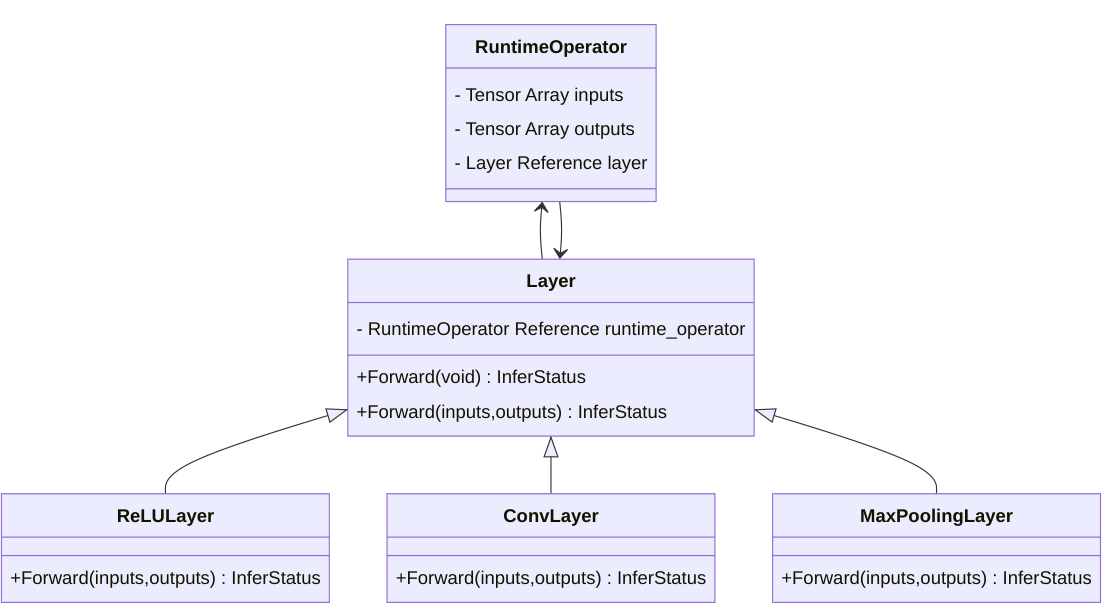 RuntimeOperator
- Tensor Array inputs
- Tensor Array outputs
- Layer Reference layer
Layer
- RuntimeOperator Reference runtime_operator
+Forward(void) : InferStatus
+Forward(inputs,outputs) : InferStatus
ReLULayer
+Forward(inputs,outputs) : InferStatus
ConvLayer
+Forward(inputs,outputs) : InferStatus
MaxPoolingLayer
+Forward(inputs,outputs) : InferStatus